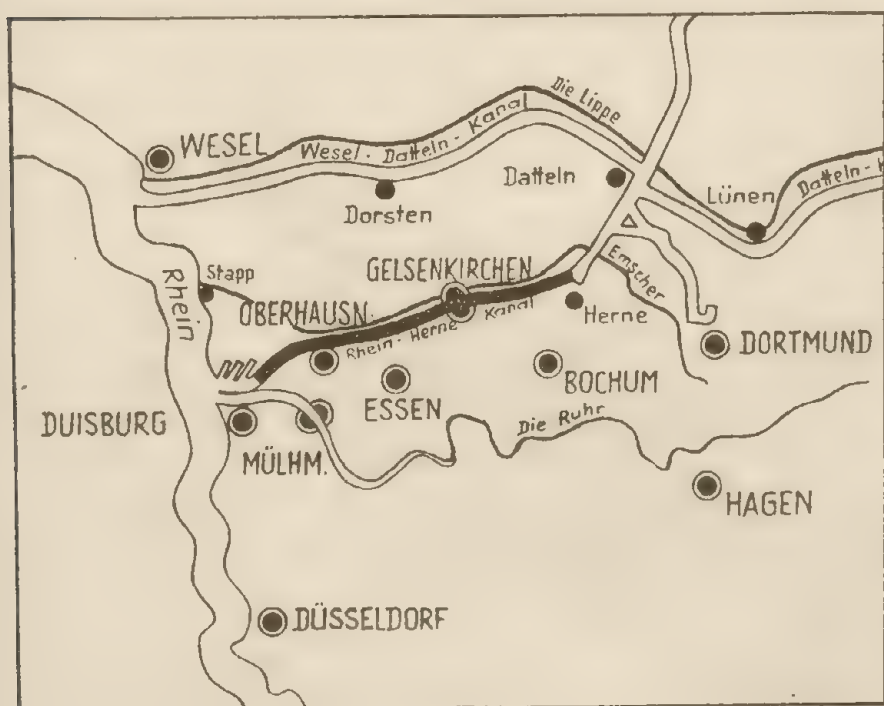 Die Lippe
WESEL
Wesel - Datteln - Kanal
Datteln
Lünen
Datteln - K
Dorsten
Rhein
Stapp
GELSENKIRCHEN
Emscher
OBERHAUSN.
Rhein - Herne Kanal
Herne
DORTMUND
BOCHUM
ESSEN
DUISBURG
Die Ruhr
MÜLHM.
HAGEN
DÜSSELDORF